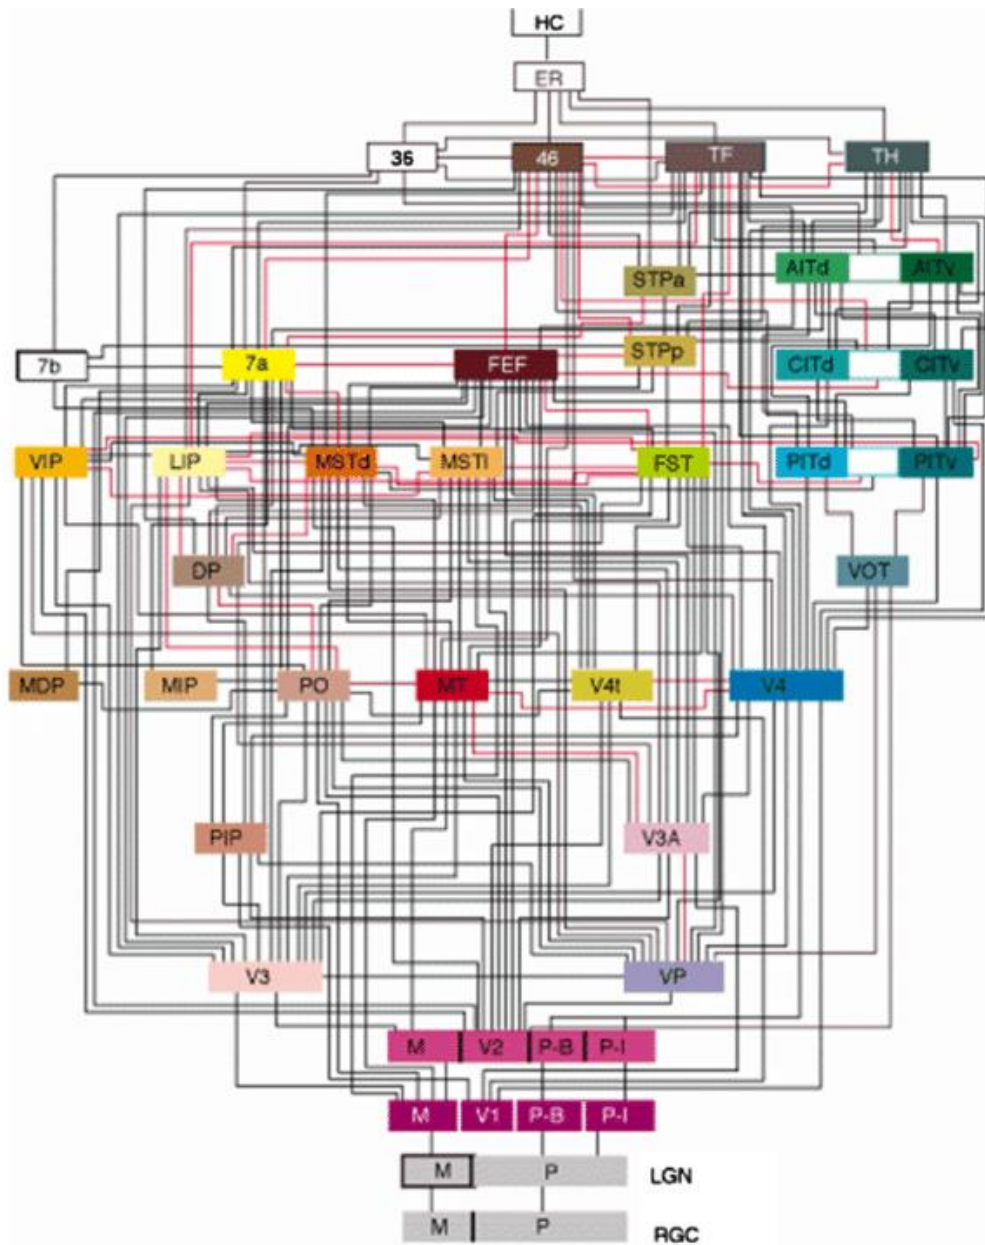 HC
ER
36 46 TF TH
STPa AITd AITv
7b 7a FEF STPp CITd CITv
VIP LIP MSTd MSTl FST PITd PITv
DP VOT
MDP MIP PO MT V4t V4
PIP V3A
V3 VP
M V2 P-B P-I
M V1 P-B P-I
M P LGN
M P RGC